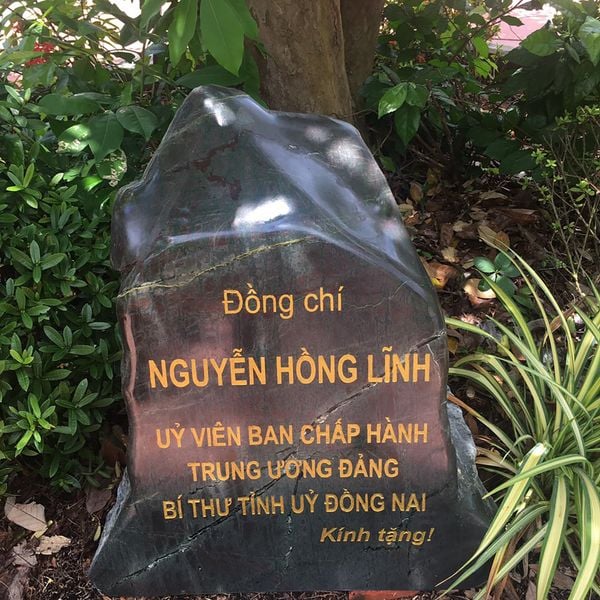 Đồng chí
NGUYỄN HỒNG LĨNH
UỶ VIÊN BAN CHẤP HÀNH
TRUNG ƯƠNG ĐẢNG
BÍ THƯ TỈNH UỶ ĐỒNG NAI
Kính tặng!